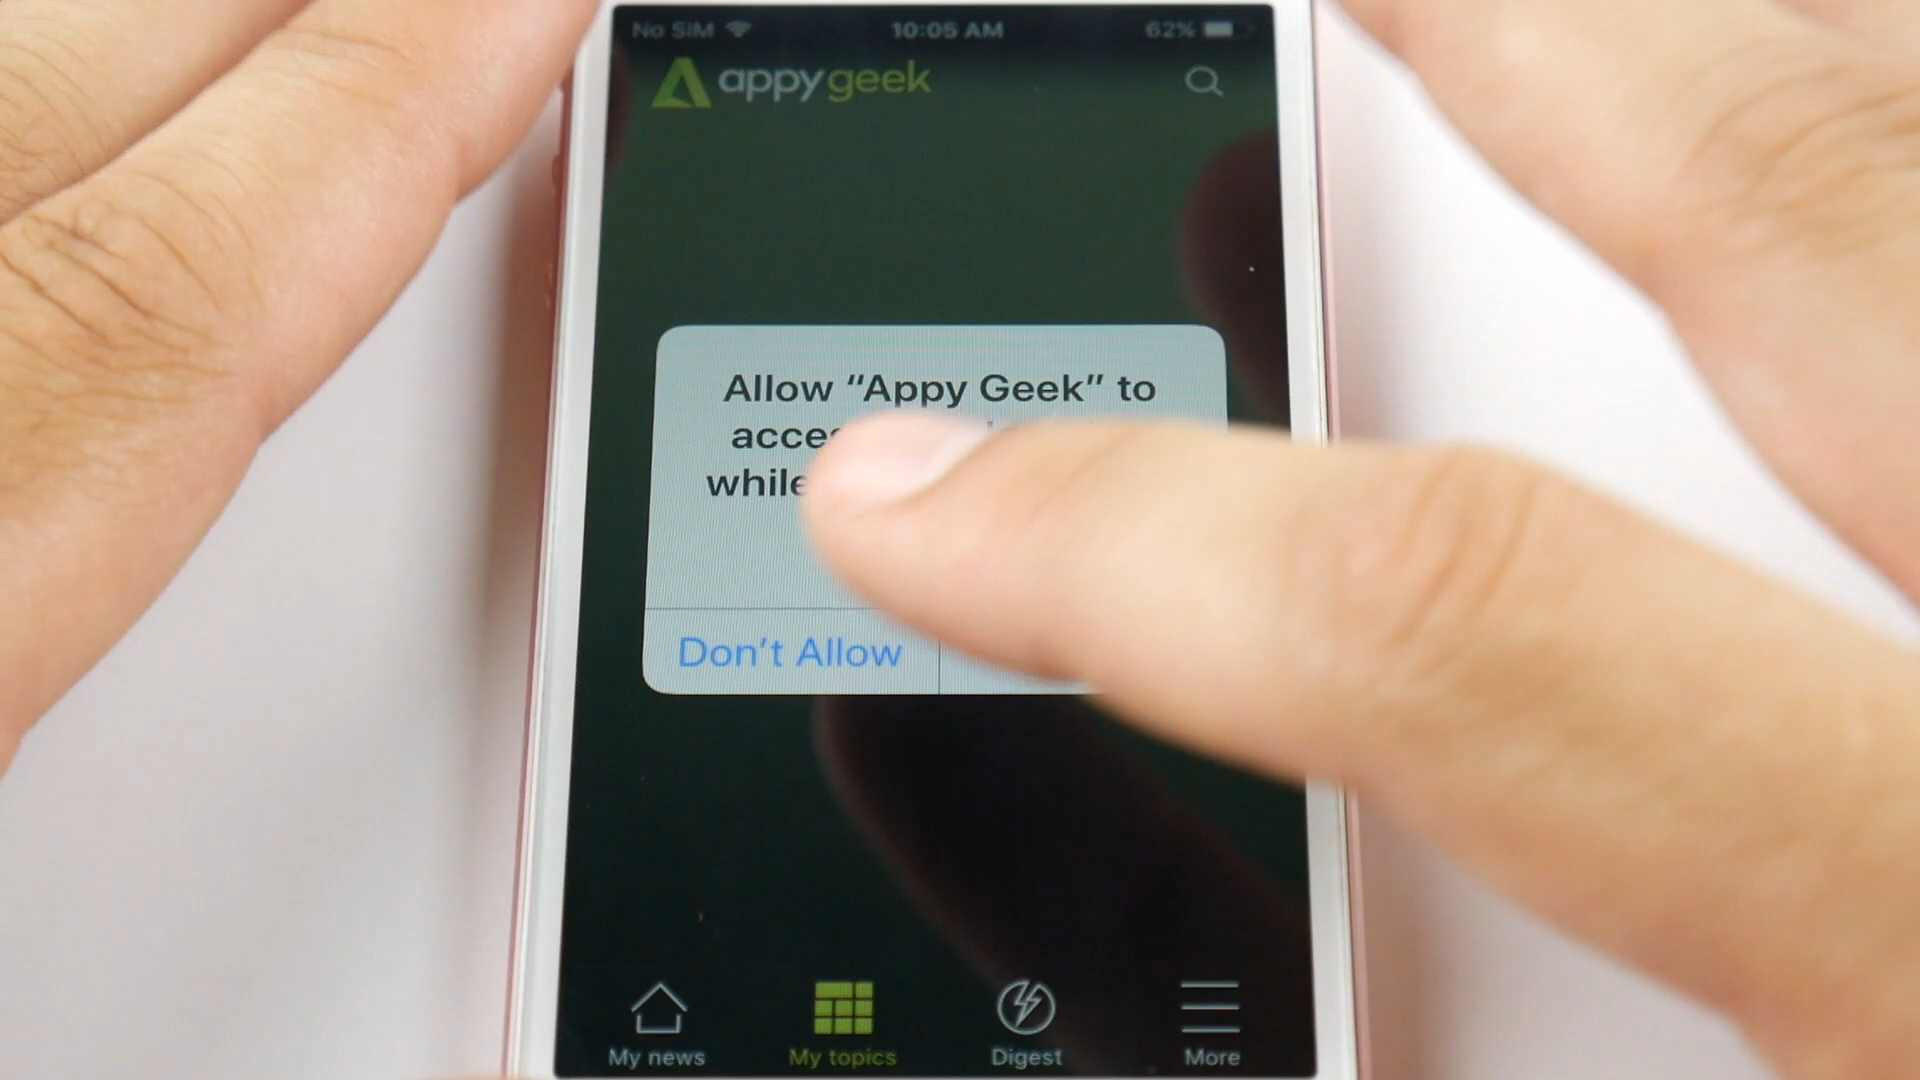 No SIM 10:05 AM 62%
appygeek
Allow “Appy Geek” to
while
Don’t Allow
My news My topics Digest More